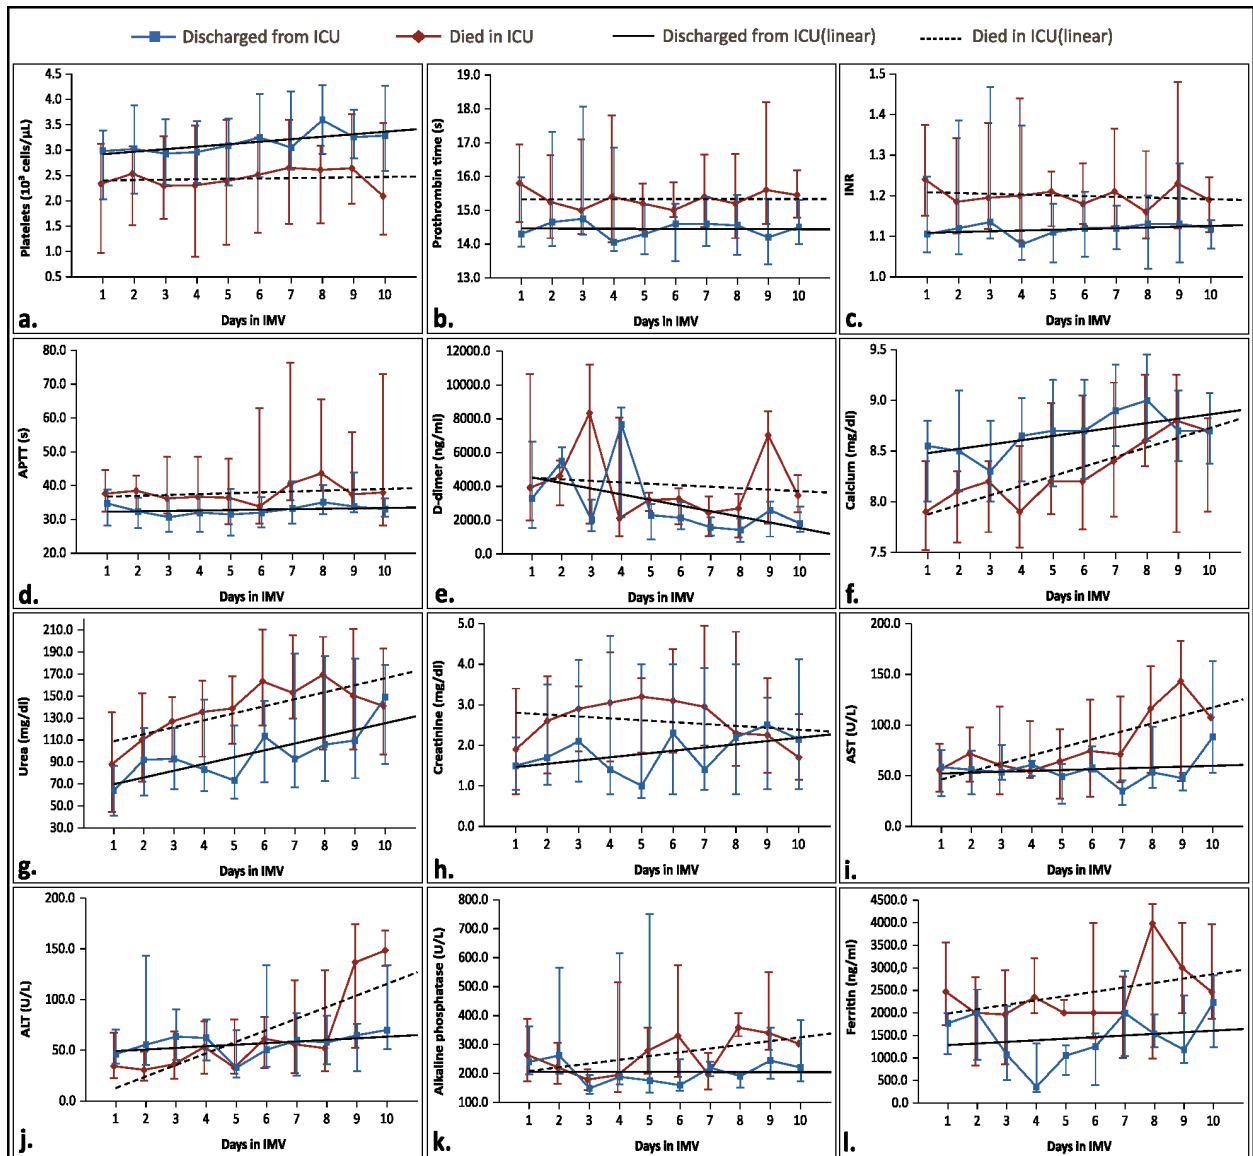 Discharged from ICU Died in ICU Discharged from ICU(linear) Died in ICU(linear)
Platelets (10³ cells/µL)
4.5
4.0
3.5
3.0
2.5
2.0
1.5
1.0
0.5
1 2 3 4 5 6 7 8 9 10
Days in IMV
a.
Prothrombin time (s)
19.0
18.0
17.0
16.0
15.0
14.0
13.0
1 2 3 4 5 6 7 8 9 10
Days in IMV
b.
INR
1.5
1.4
1.3
1.2
1.1
1.0
1 2 3 4 5 6 7 8 9 10
Days in IMV
c.
APTT (s)
80.0
70.0
60.0
50.0
40.0
30.0
20.0
1 2 3 4 5 6 7 8 9 10
Days in IMV
d.
D-dimer (ng/ml)
12000.0
10000.0
8000.0
6000.0
4000.0
2000.0
0.0
1 2 3 4 5 6 7 8 9 10
Days in IMV
e.
Calcium (mg/dl)
9.5
9.0
8.5
8.0
7.5
1 2 3 4 5 6 7 8 9 10
Days in IMV
f.
Urea (mg/dl)
210.0
190.0
170.0
150.0
130.0
110.0
90.0
70.0
50.0
30.0
1 2 3 4 5 6 7 8 9 10
Days in IMV
g.
Creatinine (mg/dl)
5.0
4.0
3.0
2.0
1.0
0.0
1 2 3 4 5 6 7 8 9 10
Days in IMV
h.
AST (U/L)
200.0
150.0
100.0
50.0
0.0
1 2 3 4 5 6 7 8 9 10
Days in IMV
i.
ALT (U/L)
200.0
150.0
100.0
50.0
0.0
1 2 3 4 5 6 7 8 9 10
Days in IMV
j.
Alkaline phosphatase (U/L)
800.0
700.0
600.0
500.0
400.0
300.0
200.0
100.0
1 2 3 4 5 6 7 8 9 10
Days in IMV
k.
Ferritin (ng/ml)
4500.0
4000.0
3500.0
3000.0
2500.0
2000.0
1500.0
1000.0
500.0
0.0
1 2 3 4 5 6 7 8 9 10
Days in IMV
l.